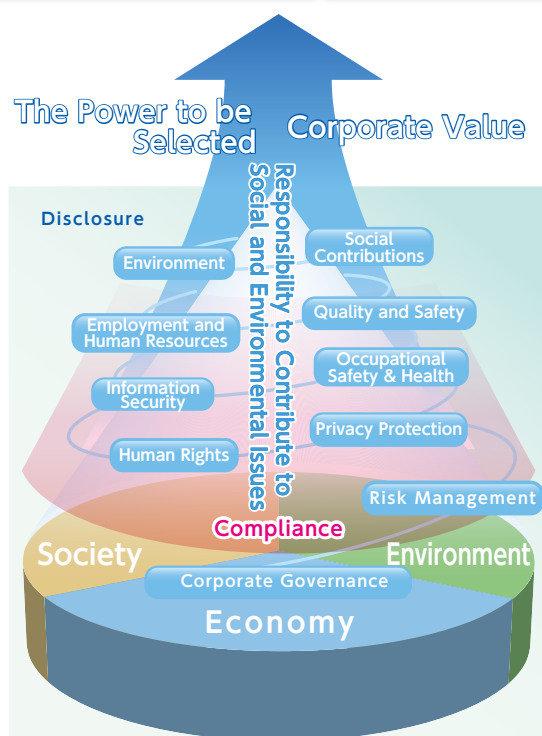 The Power to be
Selected
Corporate Value
Responsibility to Contribute to
Social and Environmental Issues
Disclosure
Social
Contributions
Environment
Quality and Safety
Employment and
Human Resources
Occupational
Safety & Health
Information
Security
Privacy Protection
Human Rights
Risk Management
Compliance
Society
Environment
Corporate Governance
Economy